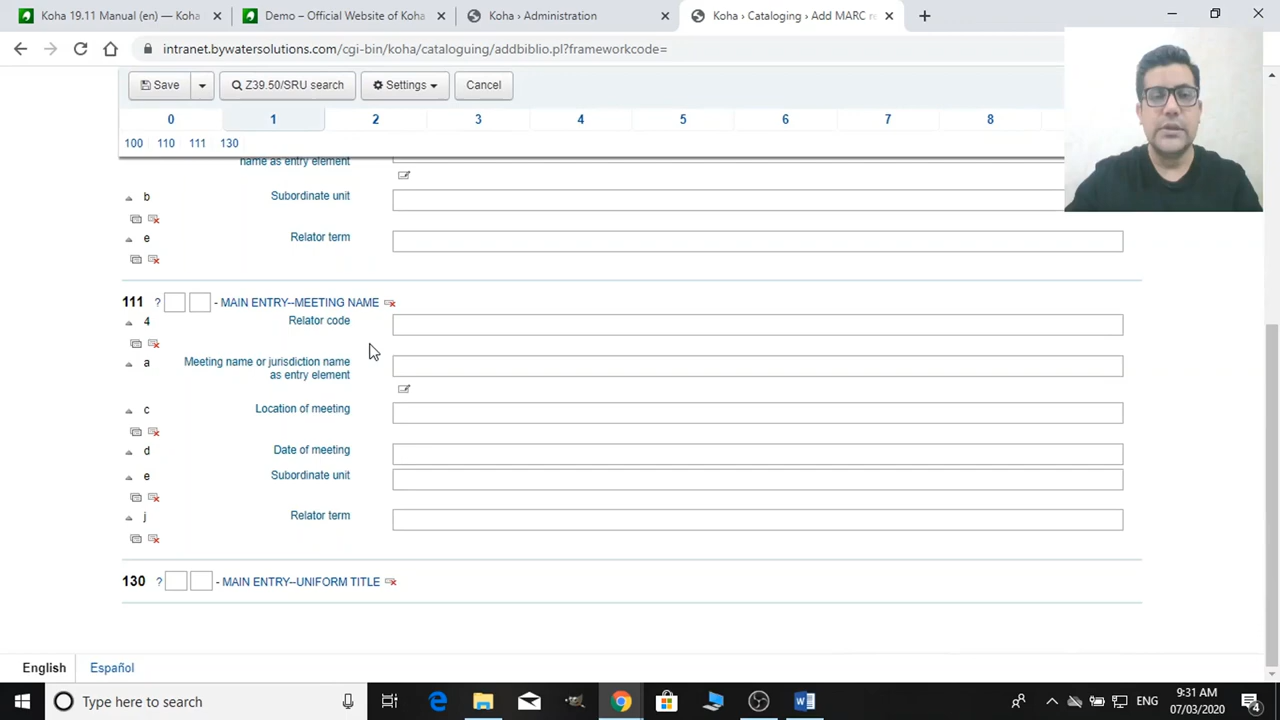 Koha 19.11 Manual (en) — Koha
Demo – Official Website of Koha
Koha › Administration
Koha › Cataloging › Add MARC re
intranet.bywatersolutions.com/cgi-bin/koha/cataloguing/addbiblio.pl?frameworkcode=
Save
Z39.50/SRU search
Settings
Cancel
0 1 2 3 4 5 6 7 8
100 110 111 130
name as entry element
b Subordinate unit
e Relator term
111 ? - MAIN ENTRY--MEETING NAME
4 Relator code
a Meeting name or jurisdiction name
as entry element
c Location of meeting
d Date of meeting
e Subordinate unit
j Relator term
130 ? - MAIN ENTRY--UNIFORM TITLE
English Español
Type here to search
ENG
9:31 AM
07/03/2020
4